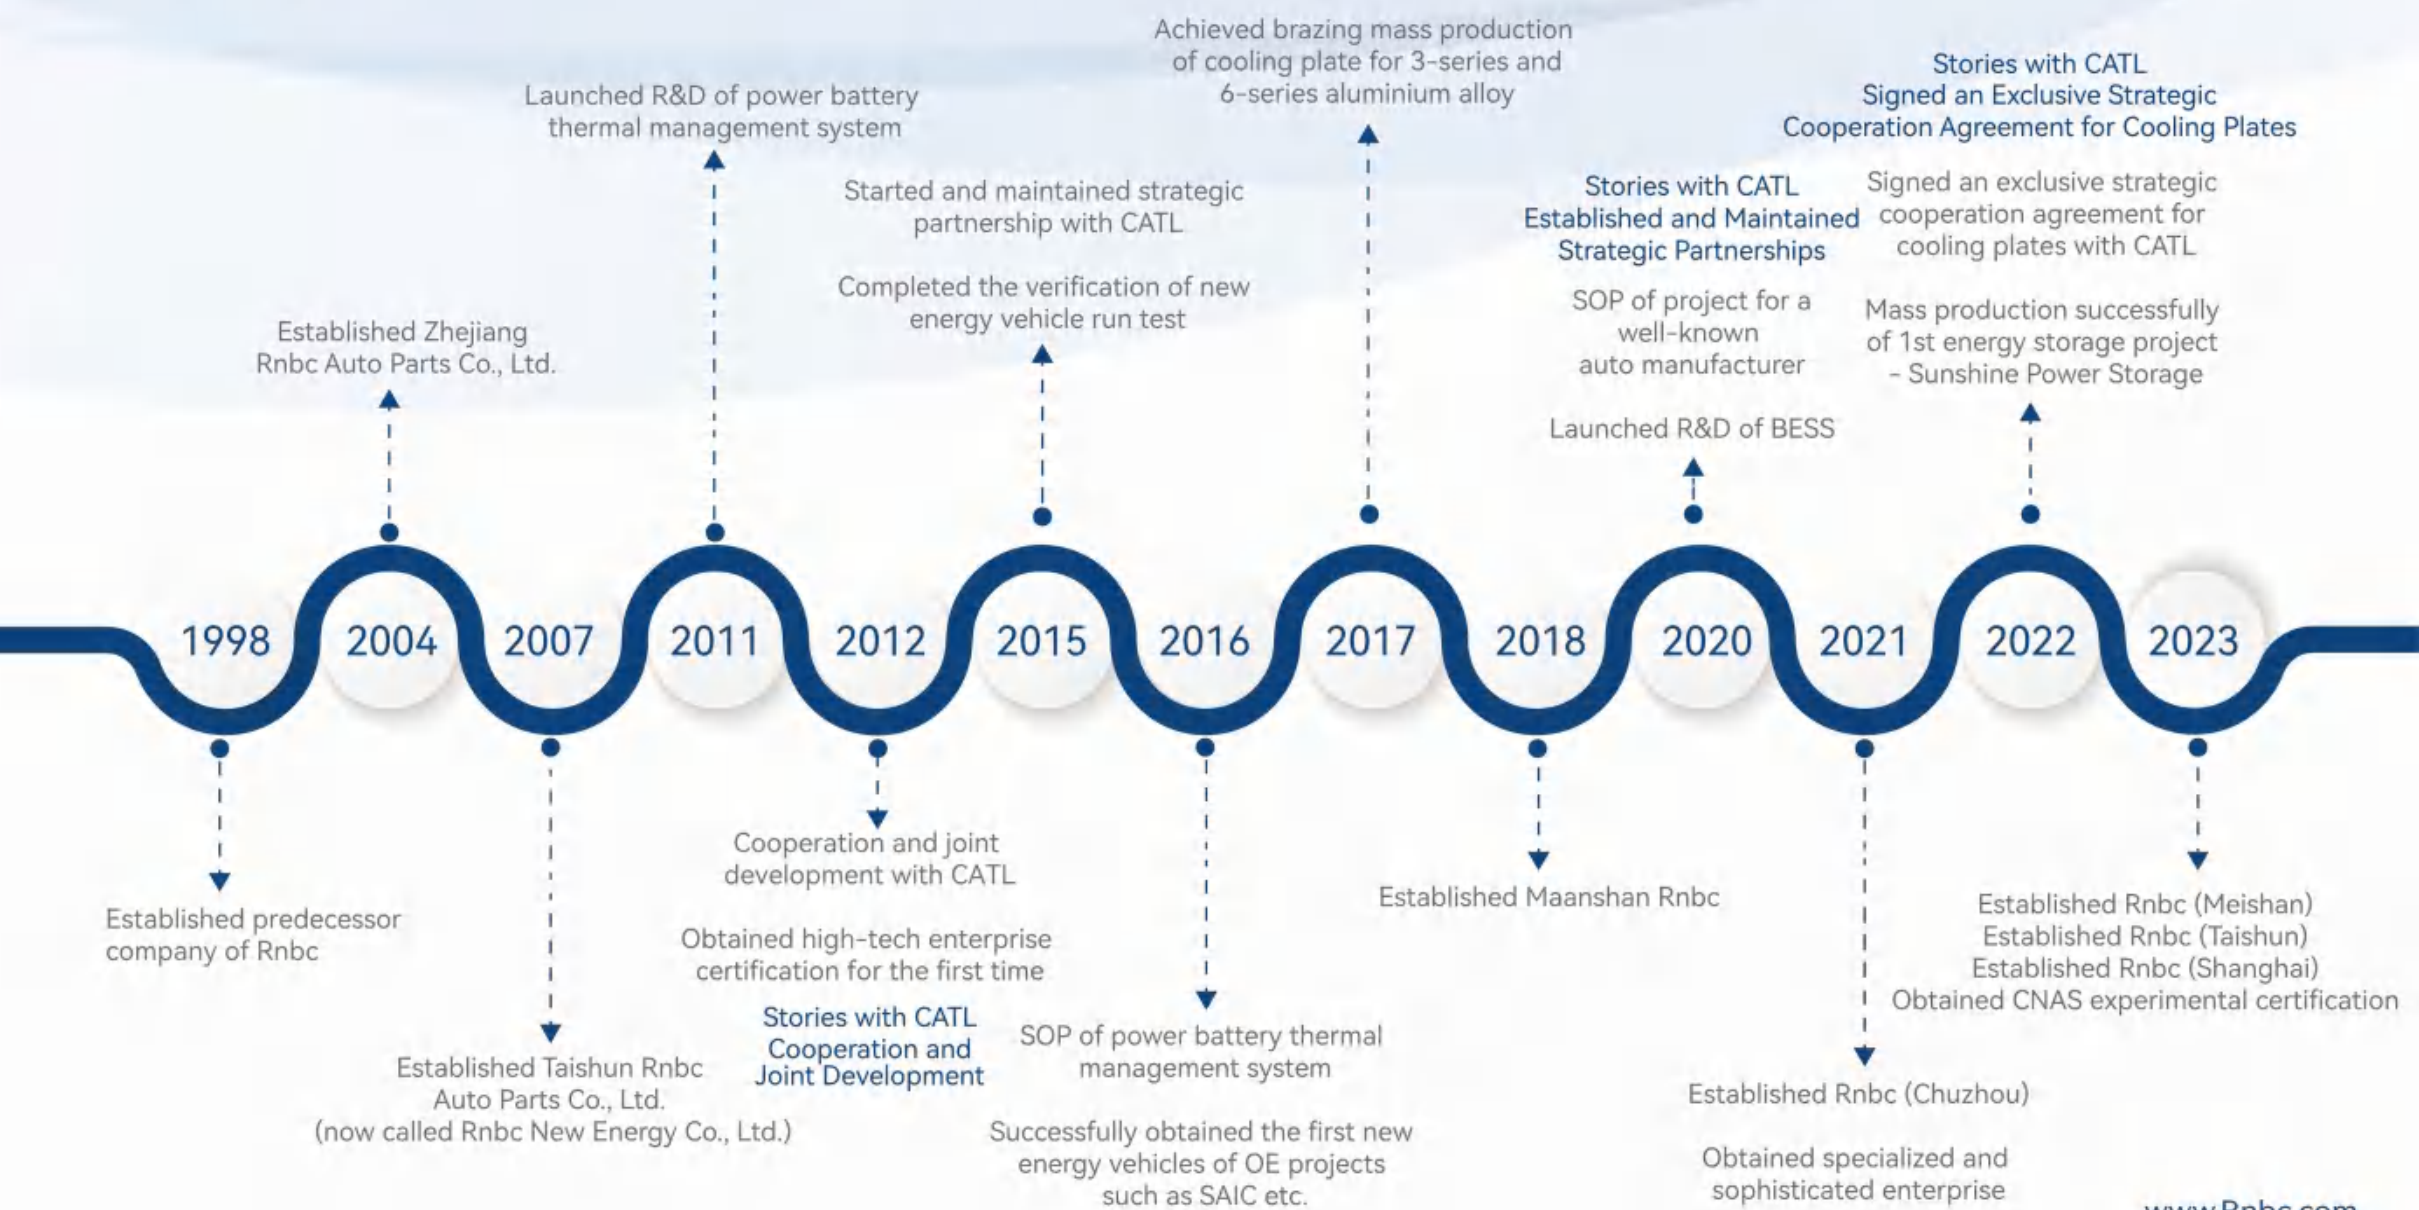 Achieved brazing mass production
of cooling plate for 3-series and
6-series aluminium alloy
Stories with CATL
Signed an Exclusive Strategic
Cooperation Agreement for Cooling Plates
Launched R&D of power battery
thermal management system
Started and maintained strategic
partnership with CATL
Completed the verification of new
energy vehicle run test
Stories with CATL
Established and Maintained
Strategic Partnerships
SOP of project for a
well-known
auto manufacturer
Launched R&D of BESS
Signed an exclusive strategic
cooperation agreement for
cooling plates with CATL
Mass production successfully
of 1st energy storage project
- Sunshine Power Storage
Established Zhejiang
Rnbc Auto Parts Co., Ltd.
1998 2004 2007 2011 2012 2015 2016 2017 2018 2020 2021 2022 2023
Established predecessor
company of Rnbc
Established Taishun Rnbc
Auto Parts Co., Ltd.
(now called Rnbc New Energy Co., Ltd.)
Cooperation and joint
development with CATL
Obtained high-tech enterprise
certification for the first time
Stories with CATL
Cooperation and
Joint Development
SOP of power battery thermal
management system
Successfully obtained the first new
energy vehicles of OE projects
such as SAIC etc.
Established Maanshan Rnbc
Established Rnbc (Chuzhou)
Obtained specialized and
sophisticated enterprise
Established Rnbc (Meishan)
Established Rnbc (Taishun)
Established Rnbc (Shanghai)
Obtained CNAS experimental certification
www.Rnbc.com